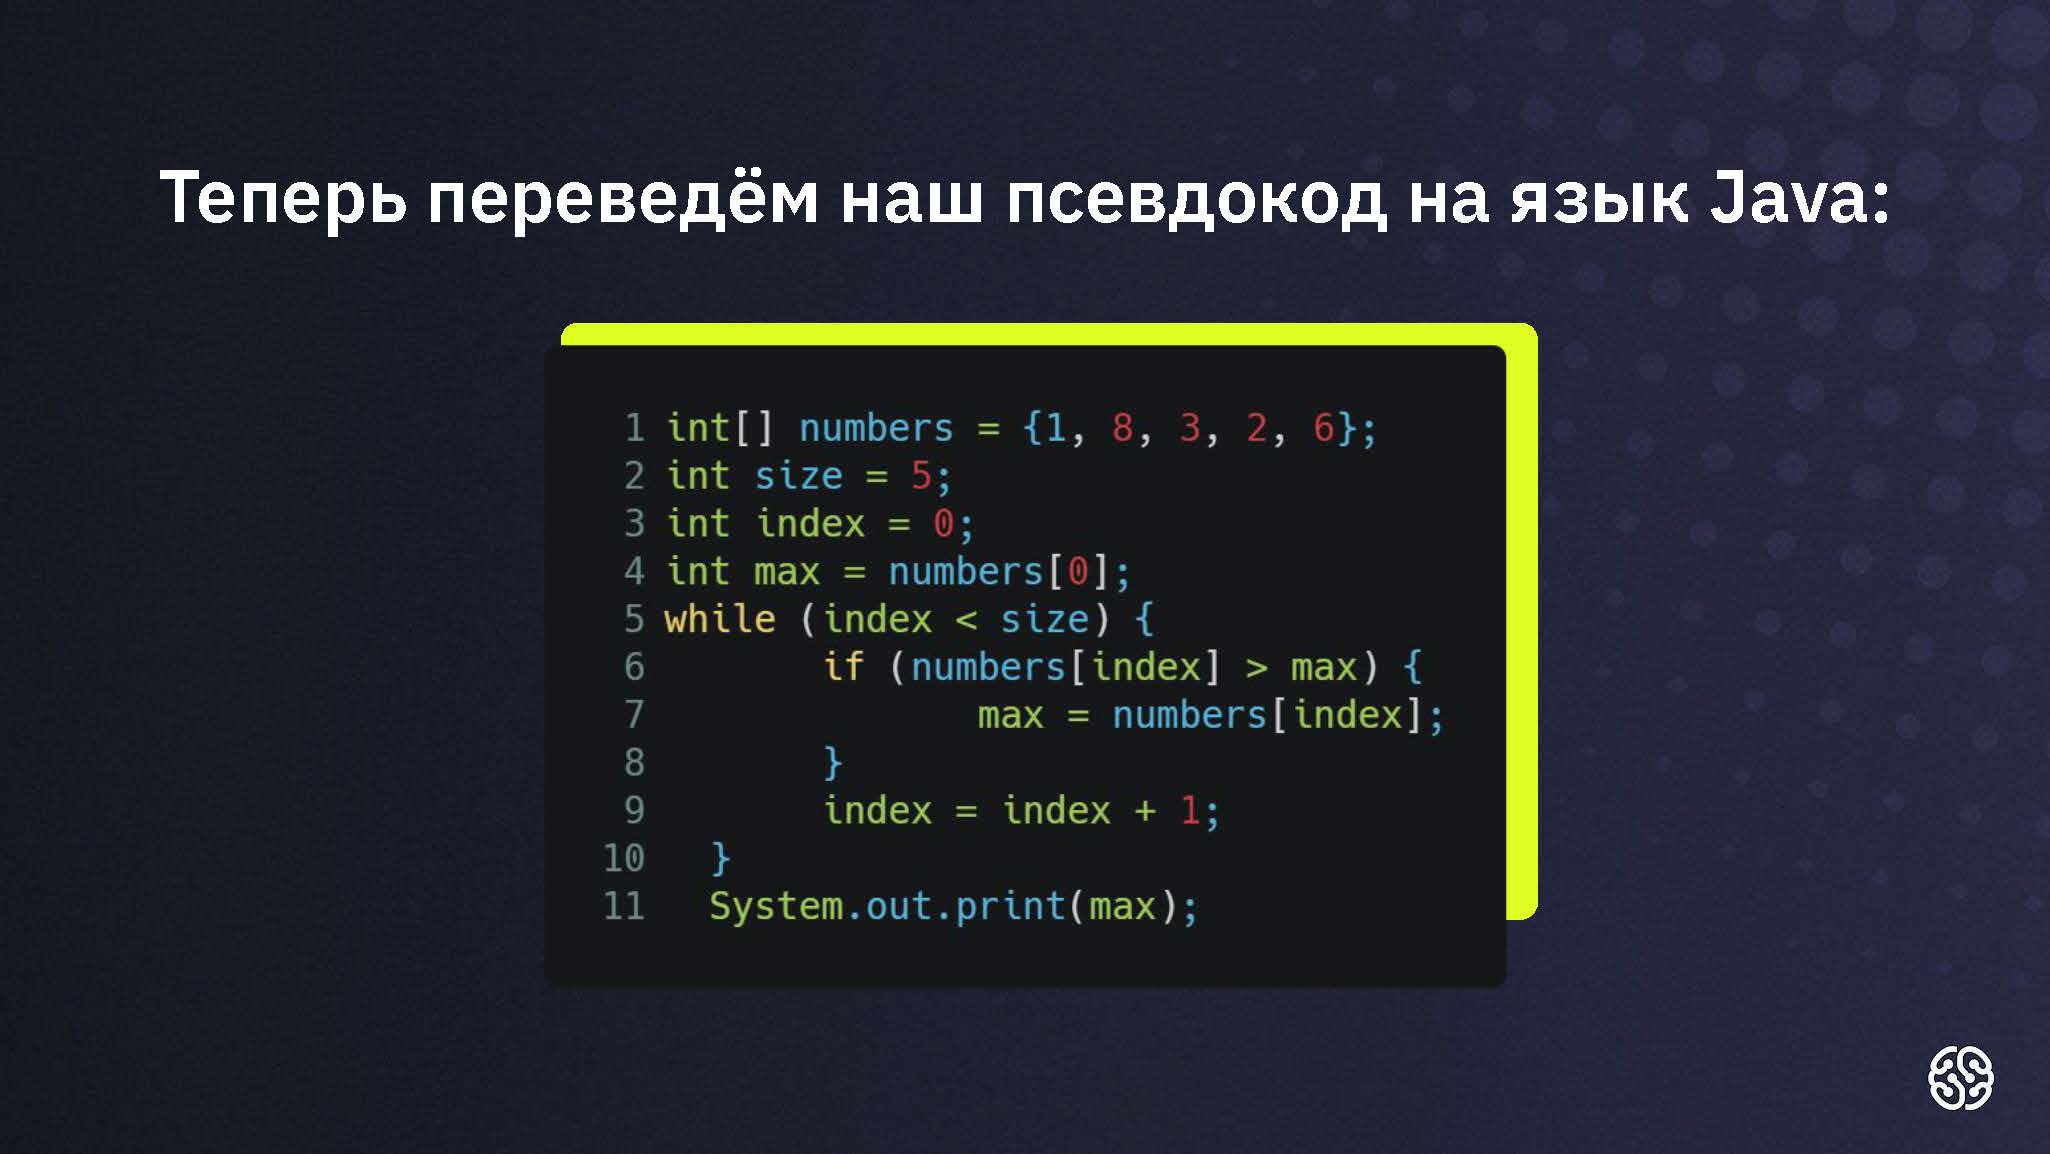 Теперь переведём наш псевдокод на язык Java:
1 int[] numbers = {1, 8, 3, 2, 6};
2 int size = 5;
3 int index = 0;
4 int max = numbers[0];
5 while (index < size) {
6 if (numbers[index] > max) {
7 max = numbers[index];
8 }
9 index = index + 1;
10 }
11 System.out.print(max);